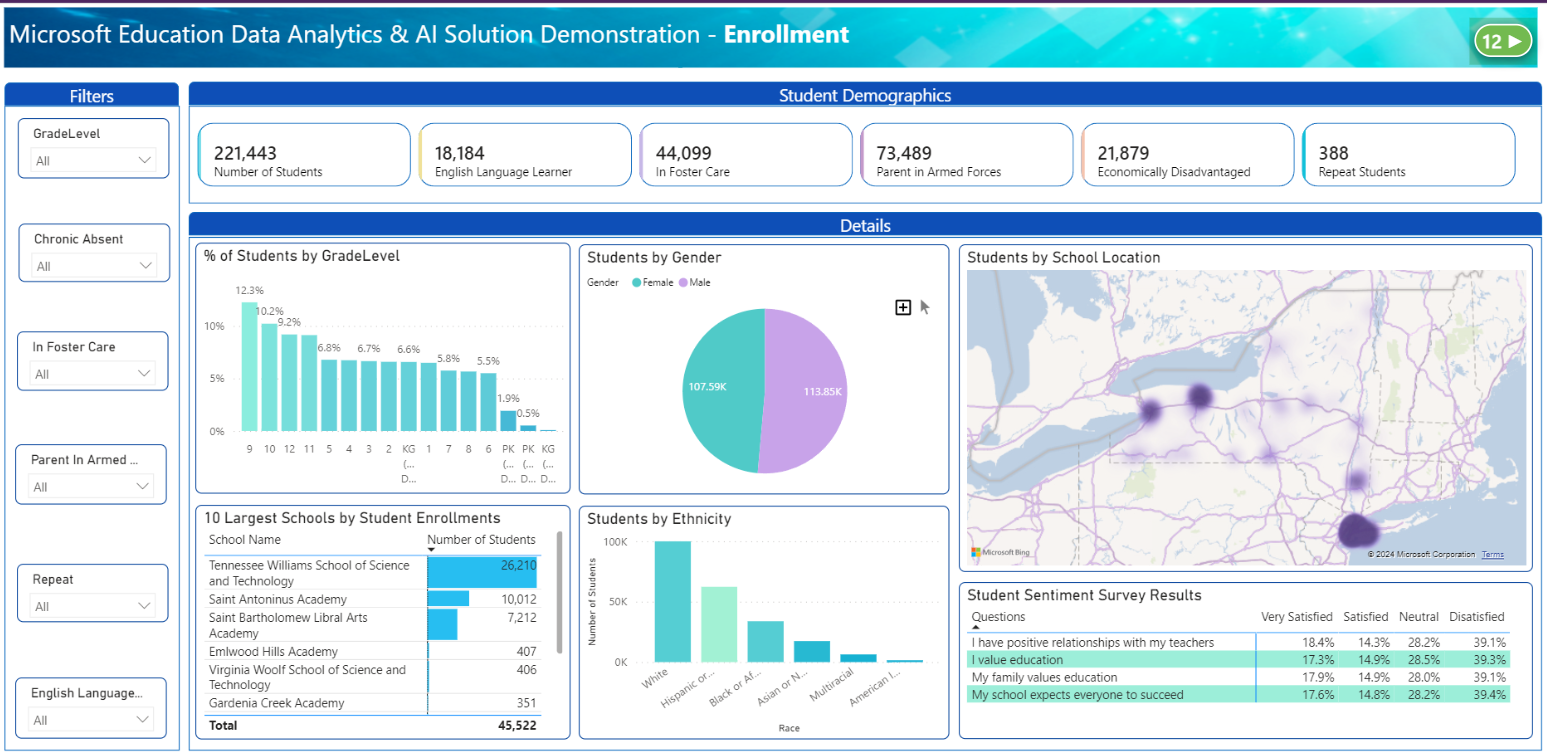 Microsoft Education Data Analytics & AI Solution Demonstration - Enrollment
12
Filters
GradeLevel
All
Chronic Absent
All
In Foster Care
All
Parent In Armed ...
All
Repeat
All
English Language...
All
Student Demographics
221,443
Number of Students
18,184
English Language Learner
44,099
In Foster Care
73,489
Parent in Armed Forces
21,879
Economically Disadvantaged
388
Repeat Students
Details
% of Students by GradeLevel
12.3%
10.2%
9.2%
6.8% 6.7% 6.6%
5.8% 5.5%
1.9%
0.5%
10%
5%
0%
9 10 12 11 5 4 3 2 KG 1 7 8 6 PK PK KG
(... (... (... (...
D... D... D... D...
Students by Gender
Gender Female Male
107.59K 113.85K
Students by School Location
Microsoft Bing
© 2024 Microsoft Corporation Terms
10 Largest Schools by Student Enrollments
School Name Number of Students
Tennessee Williams School of Science 26,210
and Technology
Saint Antoninus Academy 10,012
Saint Bartholomew Libral Arts 7,212
Academy
Emlwood Hills Academy 407
Virginia Woolf School of Science and 406
Technology
Gardenia Creek Academy 351
Total 45,522
Students by Ethnicity
Number of Students
100K
50K
0K
White Hispanic or... Black or Af... Asian or N... Multiracial American I...
Race
Student Sentiment Survey Results
Questions Very Satisfied Satisfied Neutral Disatisfied
I have positive relationships with my teachers 18.4% 14.3% 28.2% 39.1%
I value education 17.3% 14.9% 28.5% 39.3%
My family values education 17.9% 14.9% 28.0% 39.1%
My school expects everyone to succeed 17.6% 14.8% 28.2% 39.4%